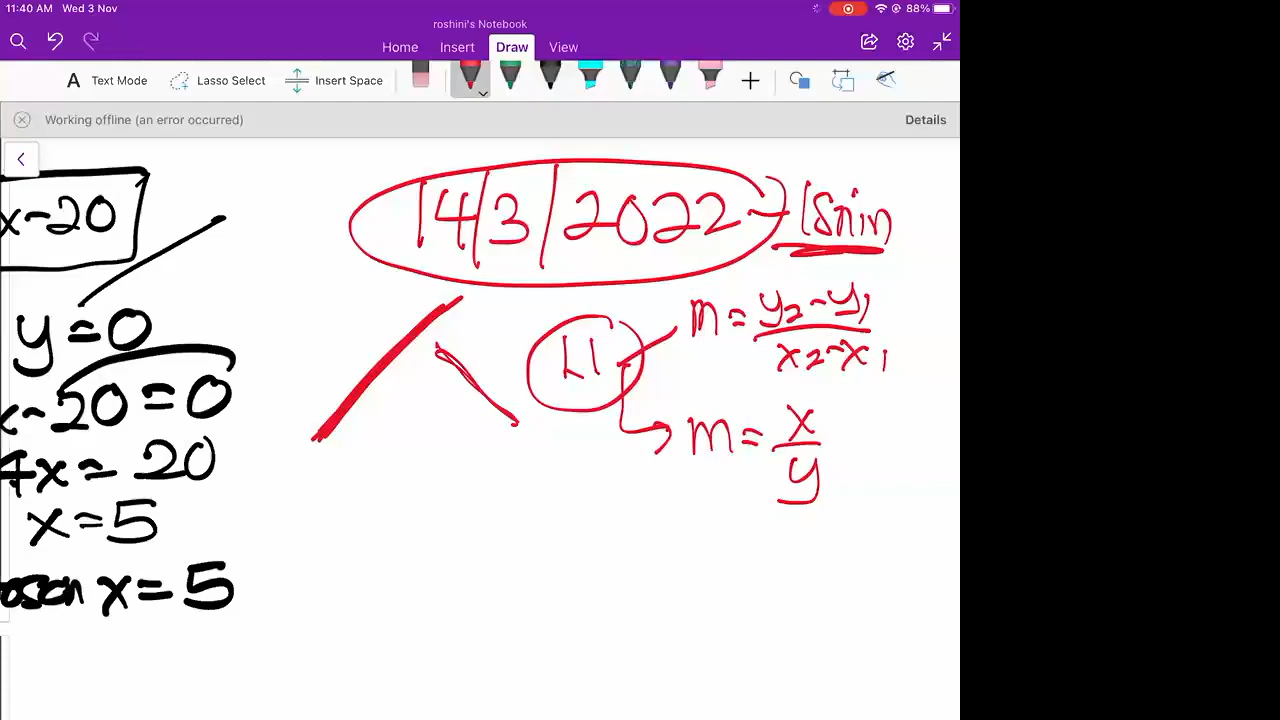 11:40 AM Wed 3 Nov
88%
roshini's Notebook
Home Insert Draw View
A Text Mode Lasso Select Insert Space
Working offline (an error occurred) Details
x-20
y=0
x-20=0
4x=20
x=5
x=5
14/3/2022
m=y₂-y₁/x₂-x₁
m=x/y